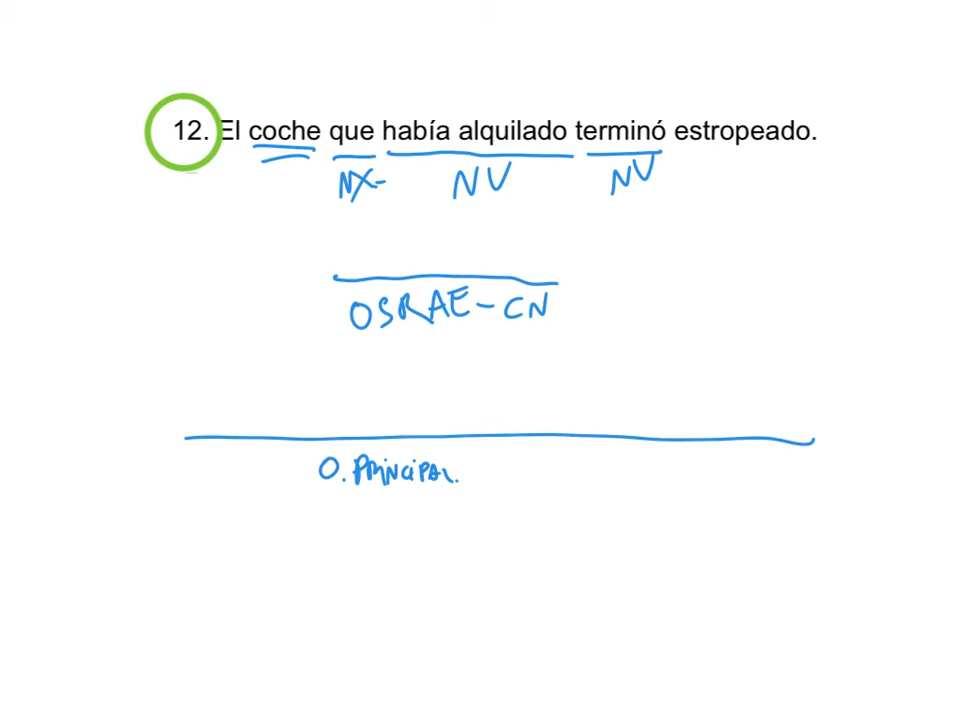 12. El coche que había alquilado terminó estropeado.
NX- NV NV
OSRAE-CN
O. PRINCIPAL.